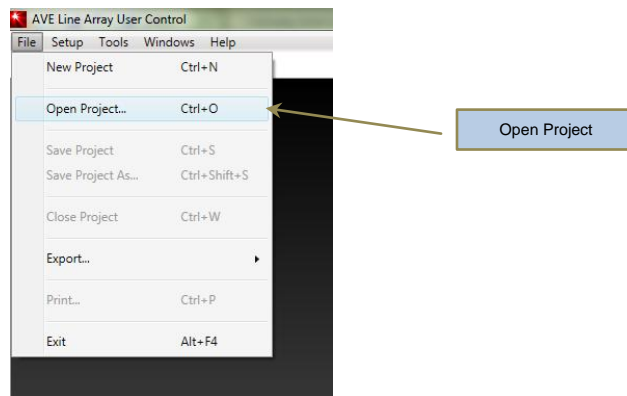 AVE Line Array User Control
File Setup Tools Windows Help
New Project Ctrl+N
Open Project... Ctrl+O
Open Project
Save Project Ctrl+S
Save Project As... Ctrl+Shift+S
Close Project Ctrl+W
Export...
Print... Ctrl+P
Exit Alt+F4